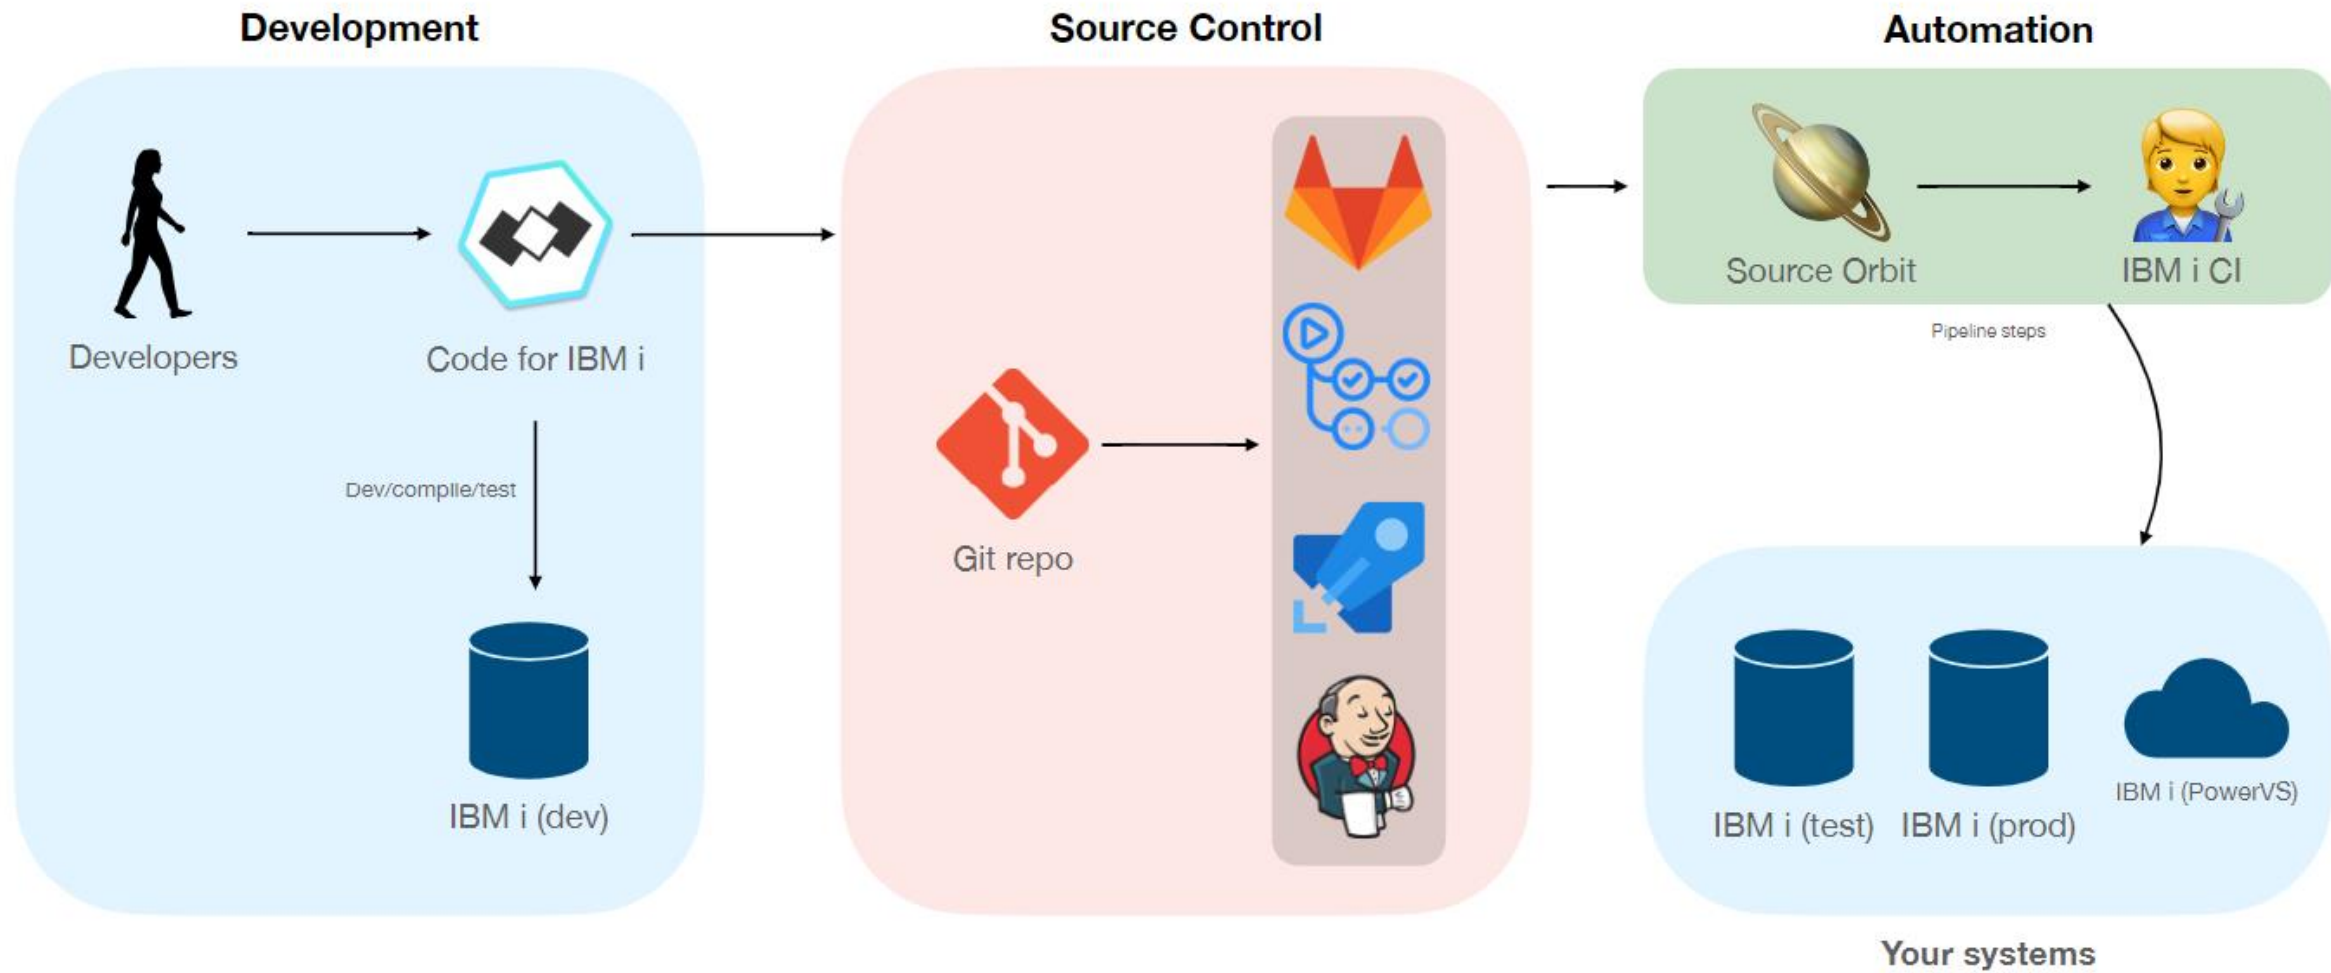 Development
Source Control
Automation
Developers
Code for IBM i
Dev/compile/test
IBM i (dev)
Git repo
Source Orbit
IBM i CI
Pipeline steps
IBM i (test)
IBM i (prod)
IBM i (PowerVS)
Your systems